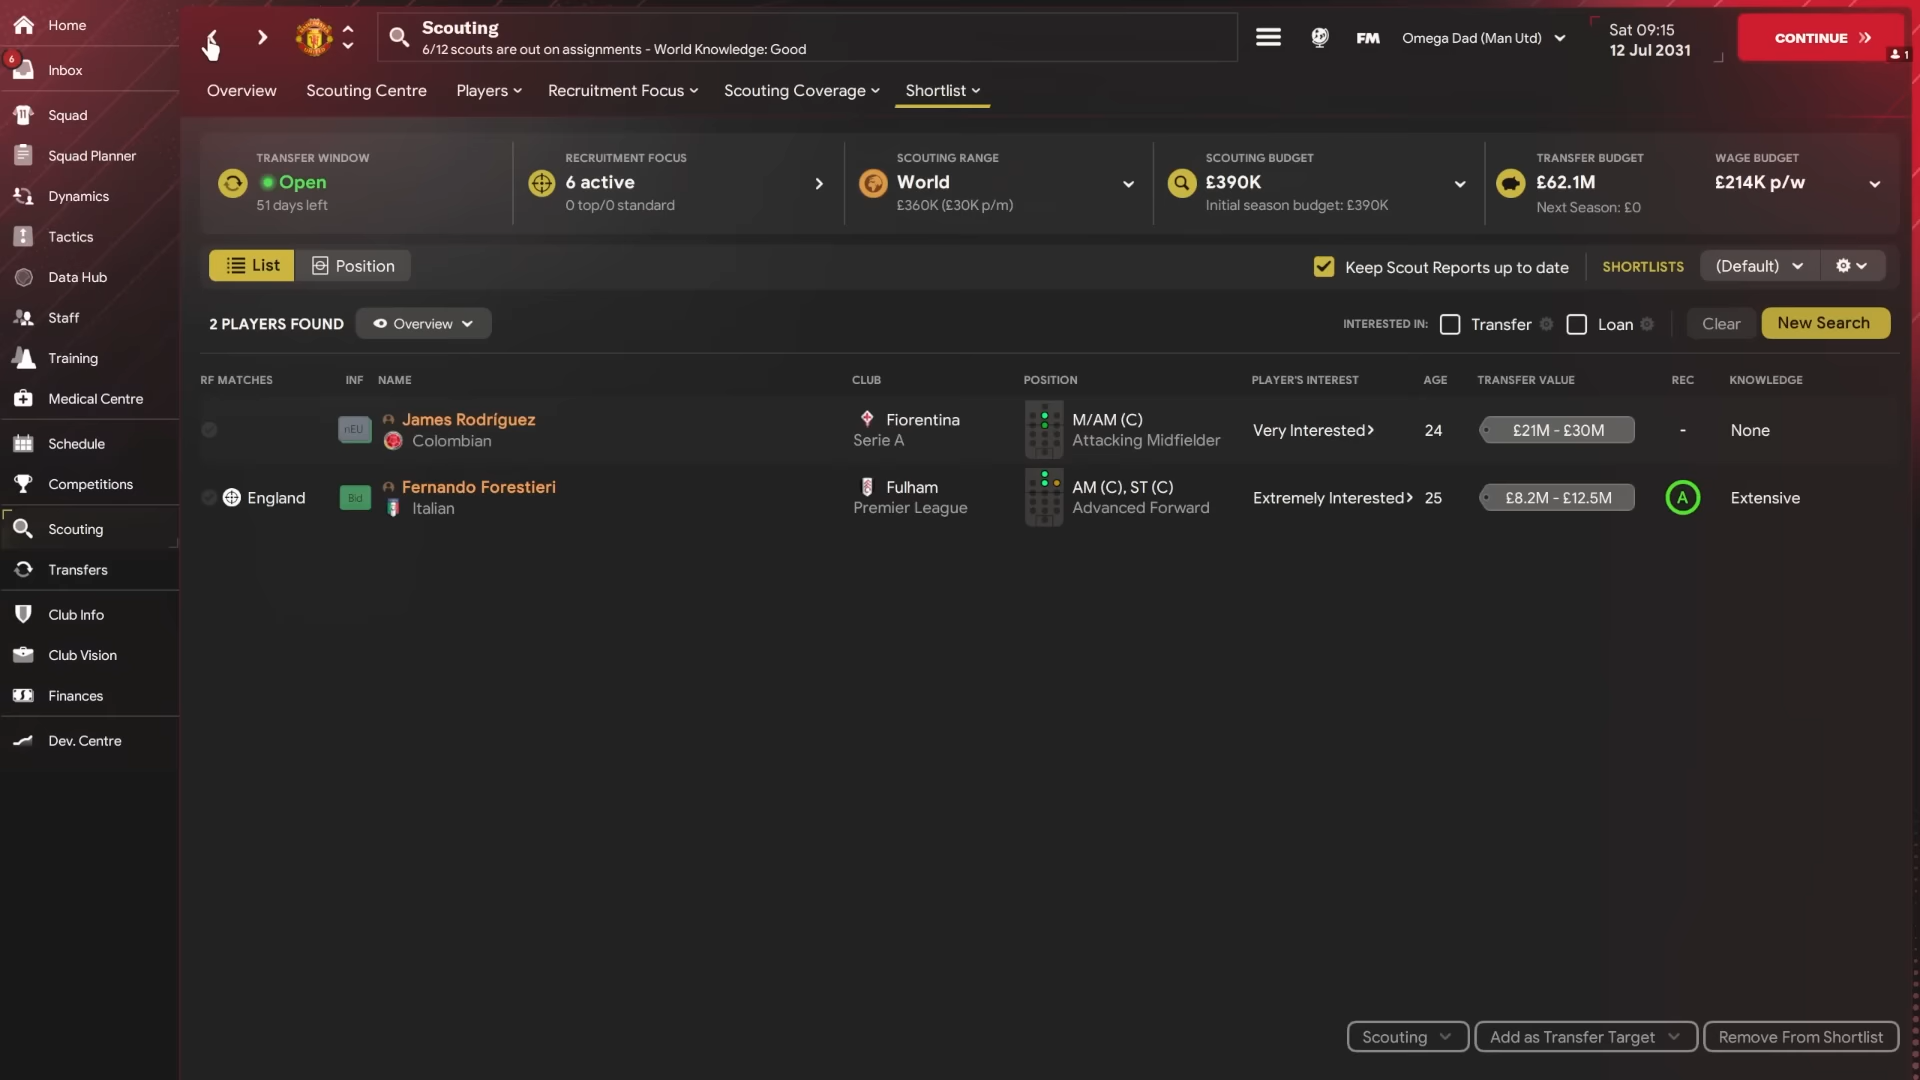 Home
6
Inbox
Squad
Squad Planner
Dynamics
Tactics
Data Hub
Staff
Training
Medical Centre
Schedule
Competitions
Scouting
Transfers
Club Info
Club Vision
Finances
Dev. Centre
Scouting
6/12 scouts are out on assignments - World Knowledge: Good
FM
Omega Dad (Man Utd)
Sat 09:15
12 Jul 2031
CONTINUE
1
Overview
Scouting Centre
Players
Recruitment Focus
Scouting Coverage
Shortlist
TRANSFER WINDOW
Open
51 days left
RECRUITMENT FOCUS
6 active
0 top/0 standard
SCOUTING RANGE
World
£360K (£30K p/m)
SCOUTING BUDGET
£390K
Initial season budget: £390K
TRANSFER BUDGET
£62.1M
Next Season: £0
WAGE BUDGET
£214K p/w
List
Position
Keep Scout Reports up to date
SHORTLISTS
(Default)
2 PLAYERS FOUND
Overview
INTERESTED IN:
Transfer
Loan
Clear
New Search
RF MATCHES INF NAME CLUB POSITION PLAYER'S INTEREST AGE TRANSFER VALUE REC KNOWLEDGE
nEU James Rodríguez Fiorentina M/AM (C) Very Interested> 24 £21M - £30M - None
Colombian Serie A Attacking Midfielder
England Bid Fernando Forestieri Fulham AM (C), ST (C) Extremely Interested> 25 £8.2M - £12.5M A Extensive
Italian Premier League Advanced Forward
Scouting
Add as Transfer Target
Remove From Shortlist